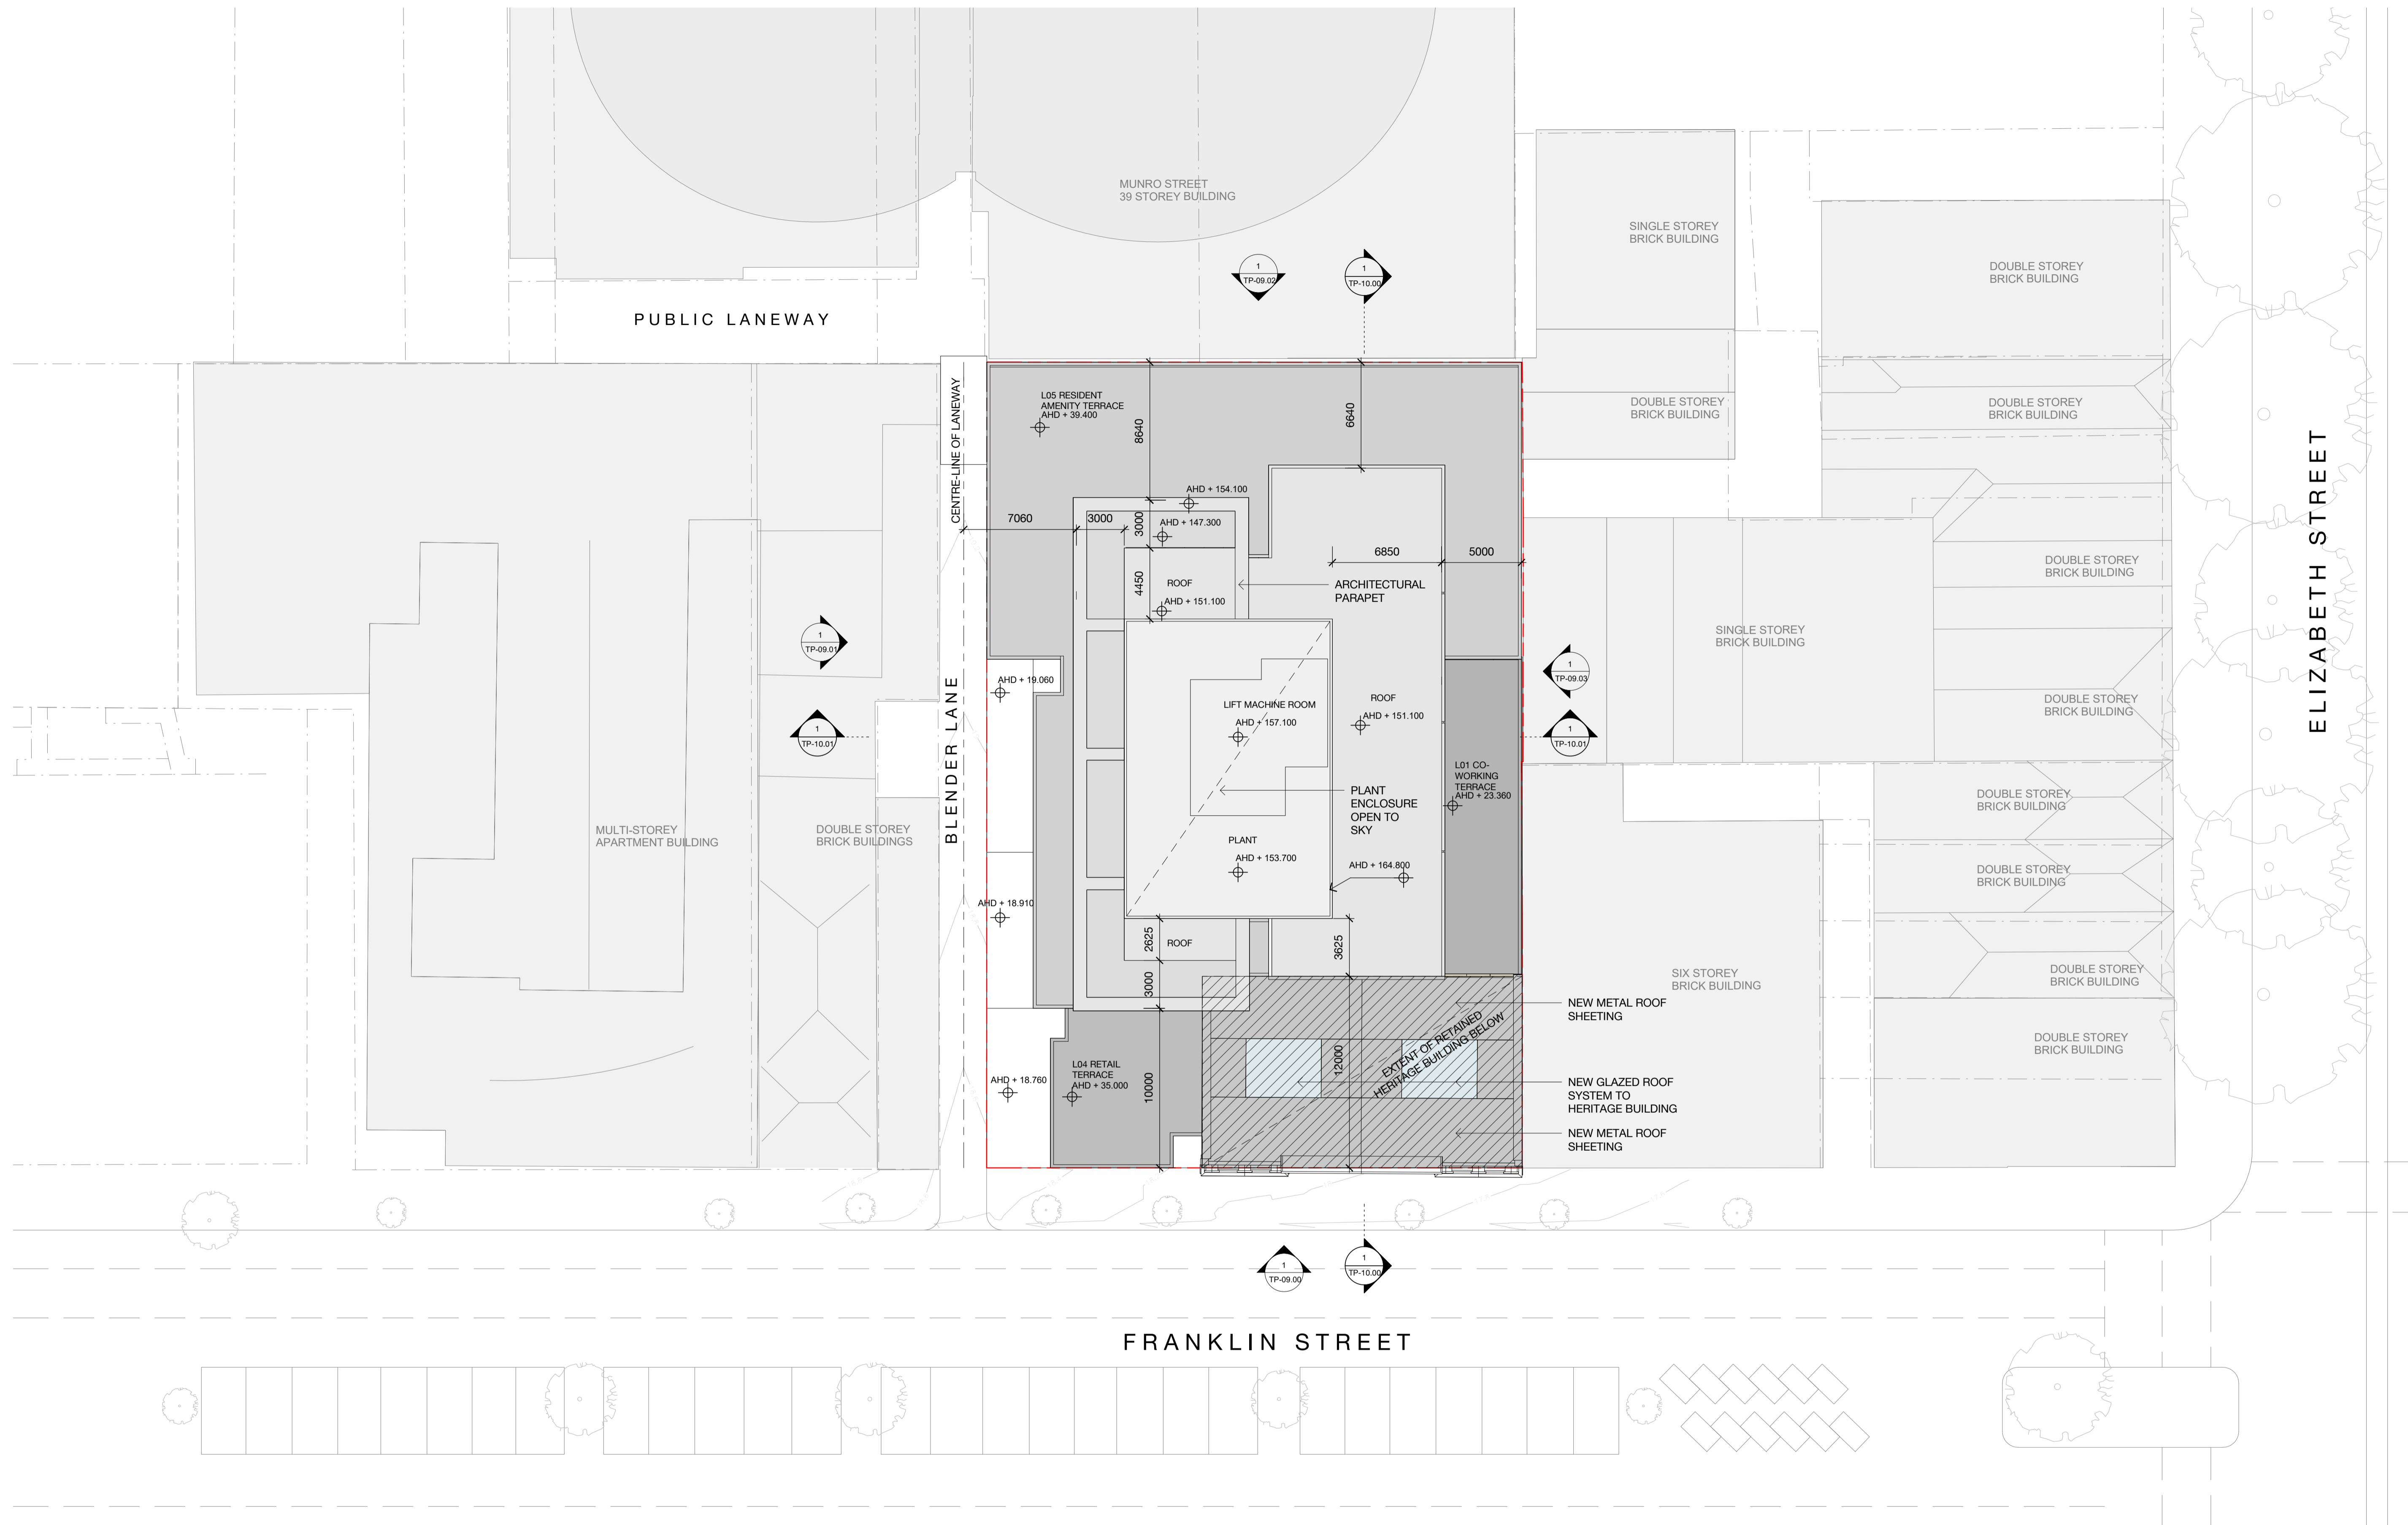 MUNRO STREET
39 STOREY BUILDING
SINGLE STOREY
BRICK BUILDING
DOUBLE STOREY
BRICK BUILDING
1
TP-09.02
1
TP-10.00
PUBLIC LANEWAY
CENTRE-LINE OF LANEWAY
L05 RESIDENT
AMENITY TERRACE
AHD + 39.400
8640
6640
DOUBLE STOREY
BRICK BUILDING
DOUBLE STOREY
BRICK BUILDING
ELIZABETH STREET
AHD + 154.100
7060
3000
3000
AHD + 147.300
6850
5000
4450
ROOF
ARCHITECTURAL
PARAPET
AHD + 151.100
DOUBLE STOREY
BRICK BUILDING
1
TP-09.01
SINGLE STOREY
BRICK BUILDING
1
TP-09.03
AHD + 19.060
LIFT MACHINE ROOM
AHD + 157.100
ROOF
AHD + 151.100
DOUBLE STOREY
BRICK BUILDING
1
TP-10.01
1
TP-10.01
BLENDER LANE
L01 CO-
WORKING
TERRACE
AHD + 23.360
PLANT
ENCLOSURE
OPEN TO
SKY
DOUBLE STOREY
BRICK BUILDING
MULTI-STOREY
APARTMENT BUILDING
DOUBLE STOREY
BRICK BUILDINGS
PLANT
AHD + 153.700
AHD + 164.800
DOUBLE STOREY
BRICK BUILDING
AHD + 18.910
2625
ROOF
3625
3000
SIX STOREY
BRICK BUILDING
DOUBLE STOREY
BRICK BUILDING
NEW METAL ROOF
SHEETING
EXTENT OF RETAINED
HERITAGE BUILDING BELOW
DOUBLE STOREY
BRICK BUILDING
L04 RETAIL
TERRACE
AHD + 35.000
AHD + 18.760
10000
12000
NEW GLAZED ROOF
SYSTEM TO
HERITAGE BUILDING
NEW METAL ROOF
SHEETING
1
TP-09.00
1
TP-10.00
FRANKLIN STREET